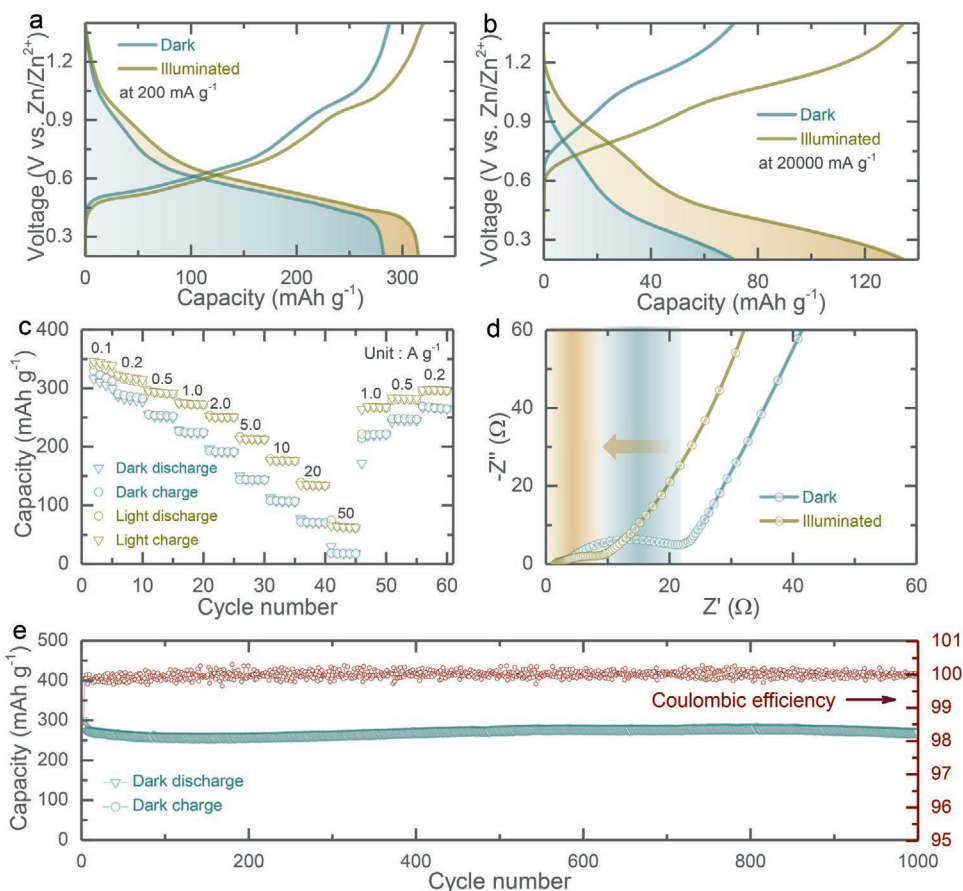 a
Voltage (V vs. Zn/Zn²⁺)
1.2
0.9
0.6
0.3
Dark
Illuminated
at 200 mA g⁻¹
0
100
200
300
Capacity (mAh g⁻¹)
b
Voltage (V vs. Zn/Zn²⁺)
1.2
0.9
0.6
0.3
Dark
Illuminated
at 20000 mA g⁻¹
0
40
80
120
Capacity (mAh g⁻¹)
c
Capacity (mAh g⁻¹)
400
300
200
100
0
Unit : A g⁻¹
0.1
0.2
0.5
1.0
2.0
5.0
10
20
50
1.0
0.5
0.2
Dark discharge
Dark charge
Light discharge
Light charge
0
10
20
30
40
50
60
Cycle number
d
-Z" (Ω)
60
40
20
0
Dark
Illuminated
0
20
40
60
Z' (Ω)
e
Capacity (mAh g⁻¹)
500
400
300
200
100
0
Coulombic efficiency
Dark discharge
Dark charge
101
100
99
98
97
96
95
0
200
400
600
800
1000
Cycle number